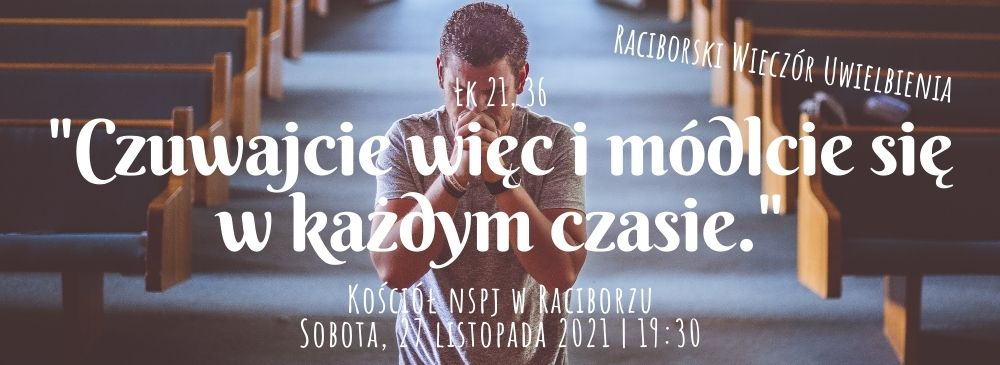 Raciborski Wieczór Uwielbienia
Łk 21, 36
"Czuwajcie więc i módlcie się
w każdym czasie."
Kościół NSPJ w Raciborzu
Sobota, 27 listopada 2021 | 19:30